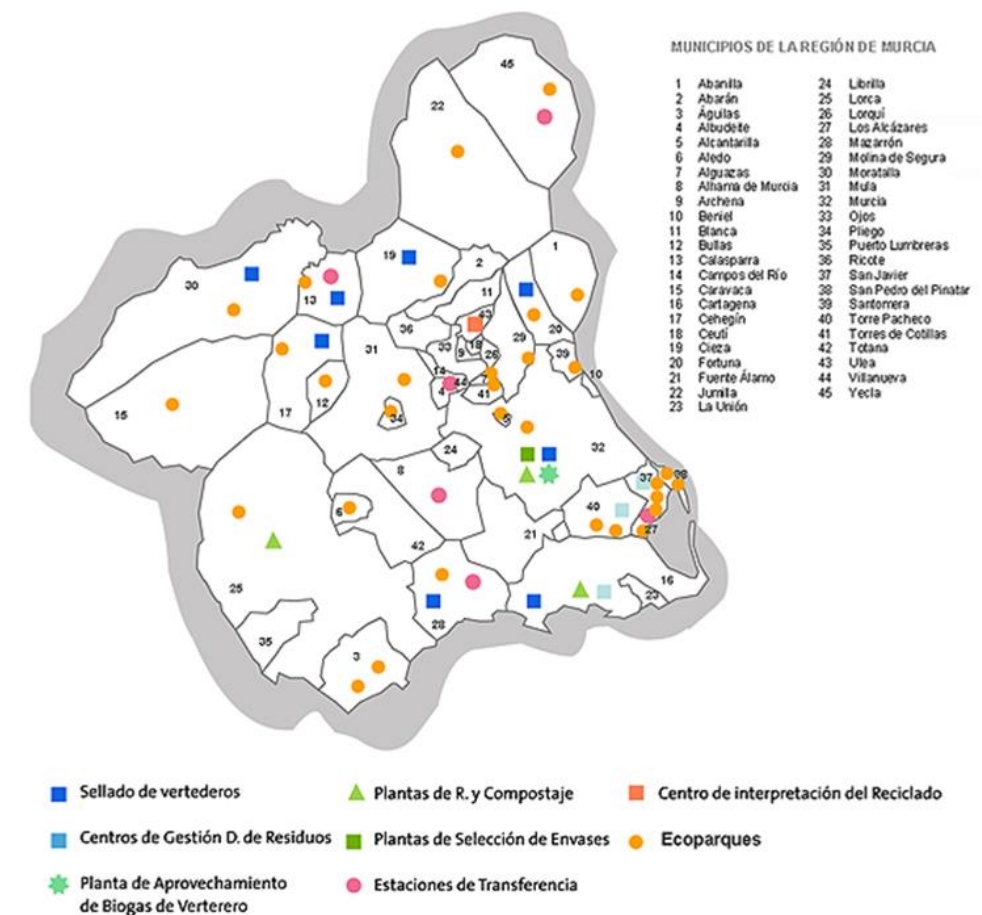 MUNICIPIOS DE LA REGIÓN DE MURCIA
1 Abanilla
2 Abarán
3 Águilas
4 Albudeite
5 Alcantarilla
6 Aledo
7 Alguazas
8 Alhama de Murcia
9 Archena
10 Beniel
11 Blanca
12 Bullas
13 Calasparra
14 Campos del Río
15 Caravaca
16 Cartagena
17 Cehegín
18 Ceutí
19 Cieza
20 Fortuna
21 Fuente Álamo
22 Jumilla
23 La Unión
24 Librilla
25 Lorca
26 Lorquí
27 Los Alcázares
28 Mazarrón
29 Molina de Segura
30 Moratalla
31 Mula
32 Murcia
33 Ojos
34 Pliego
35 Puerto Lumbreras
36 Ricote
37 San Javier
38 San Pedro del Pinatar
39 Santomera
40 Torre Pacheco
41 Torres de Cotillas
42 Totana
43 Ulea
44 Villanueva
45 Yecla
45
22
1
19
2
30
11
13
43
20
36
29
31
33
18
9
26
39
14
10
44
7
4
41
12
15
17
34
5
32
24
8
37
38
40
6
27
21
42
16
25
23
28
35
3
Sellado de vertederos
Plantas de R. y Compostaje
Centro de interpretación del Reciclado
Centros de Gestión D. de Residuos
Plantas de Selección de Envases
Ecoparques
Planta de Aprovechamiento
de Biogas de Verterero
Estaciones de Transferencia